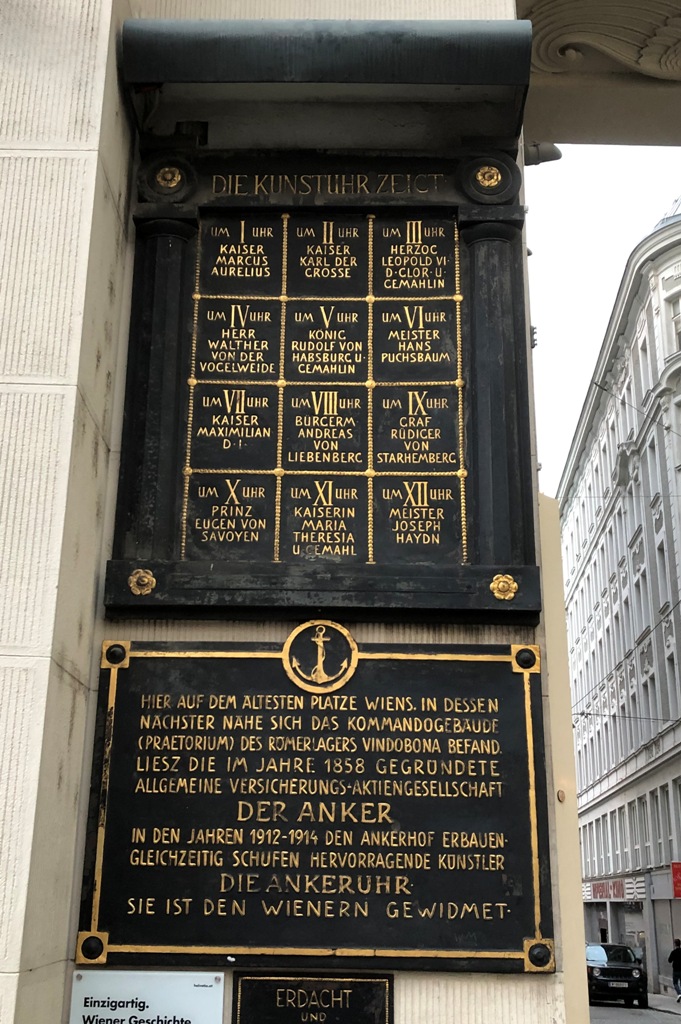 DIE KUNSTUHR ZEIGT
UM I UHR
KAISER
MARCUS
AURELIUS
UM II UHR
KAISER
KARL DER
GROSSE
UM III UHR
HERZOG
LEOPOLD VI·
D·GLOR·U·
GEMAHLIN
UM IV UHR
HERR
WALTHER
VON DER
VOGELWEIDE
UM V UHR
KÖNIG
RUDOLF VON
HABSBURG U·
GEMAHLIN
UM VI UHR
MEISTER
HANS
PUCHSBAUM
UM VII UHR
KAISER
MAXIMILIAN
D·I·
UM VIII UHR
BÜRGERM·
ANDREAS
VON
LIEBENBERG
UM IX UHR
GRAF
RÜDIGER
VON
STARHEMBERG
UM X UHR
PRINZ
EUGEN VON
SAVOYEN
UM XI UHR
KAISERIN
MARIA
THERESIA
U·GEMAHL
UM XII UHR
MEISTER
JOSEPH
HAYDN
HIER AUF DEM ÄLTESTEN PLATZE WIENS, IN DESSEN
NÄCHSTER NÄHE SICH DAS KOMMANDOGEBÄUDE
(PRAETORIUM) DES RÖMERLAGERS VINDOBONA BEFAND,
LIESZ DIE IM JAHRE 1858 GEGRÜNDETE
ALLGEMEINE VERSICHERUNGS-AKTIENGESELLSCHAFT
DER ANKER
IN DEN JAHREN 1912-1914 DEN ANKERHOF ERBAUEN·
GLEICHZEITIG SCHUFEN HERVORRAGENDE KÜNSTLER
DIE ANKERUHR·
SIE IST DEN WIENERN GEWIDMET·
Einzigartig.
Wiener Geschichte
ERDACHT
UND